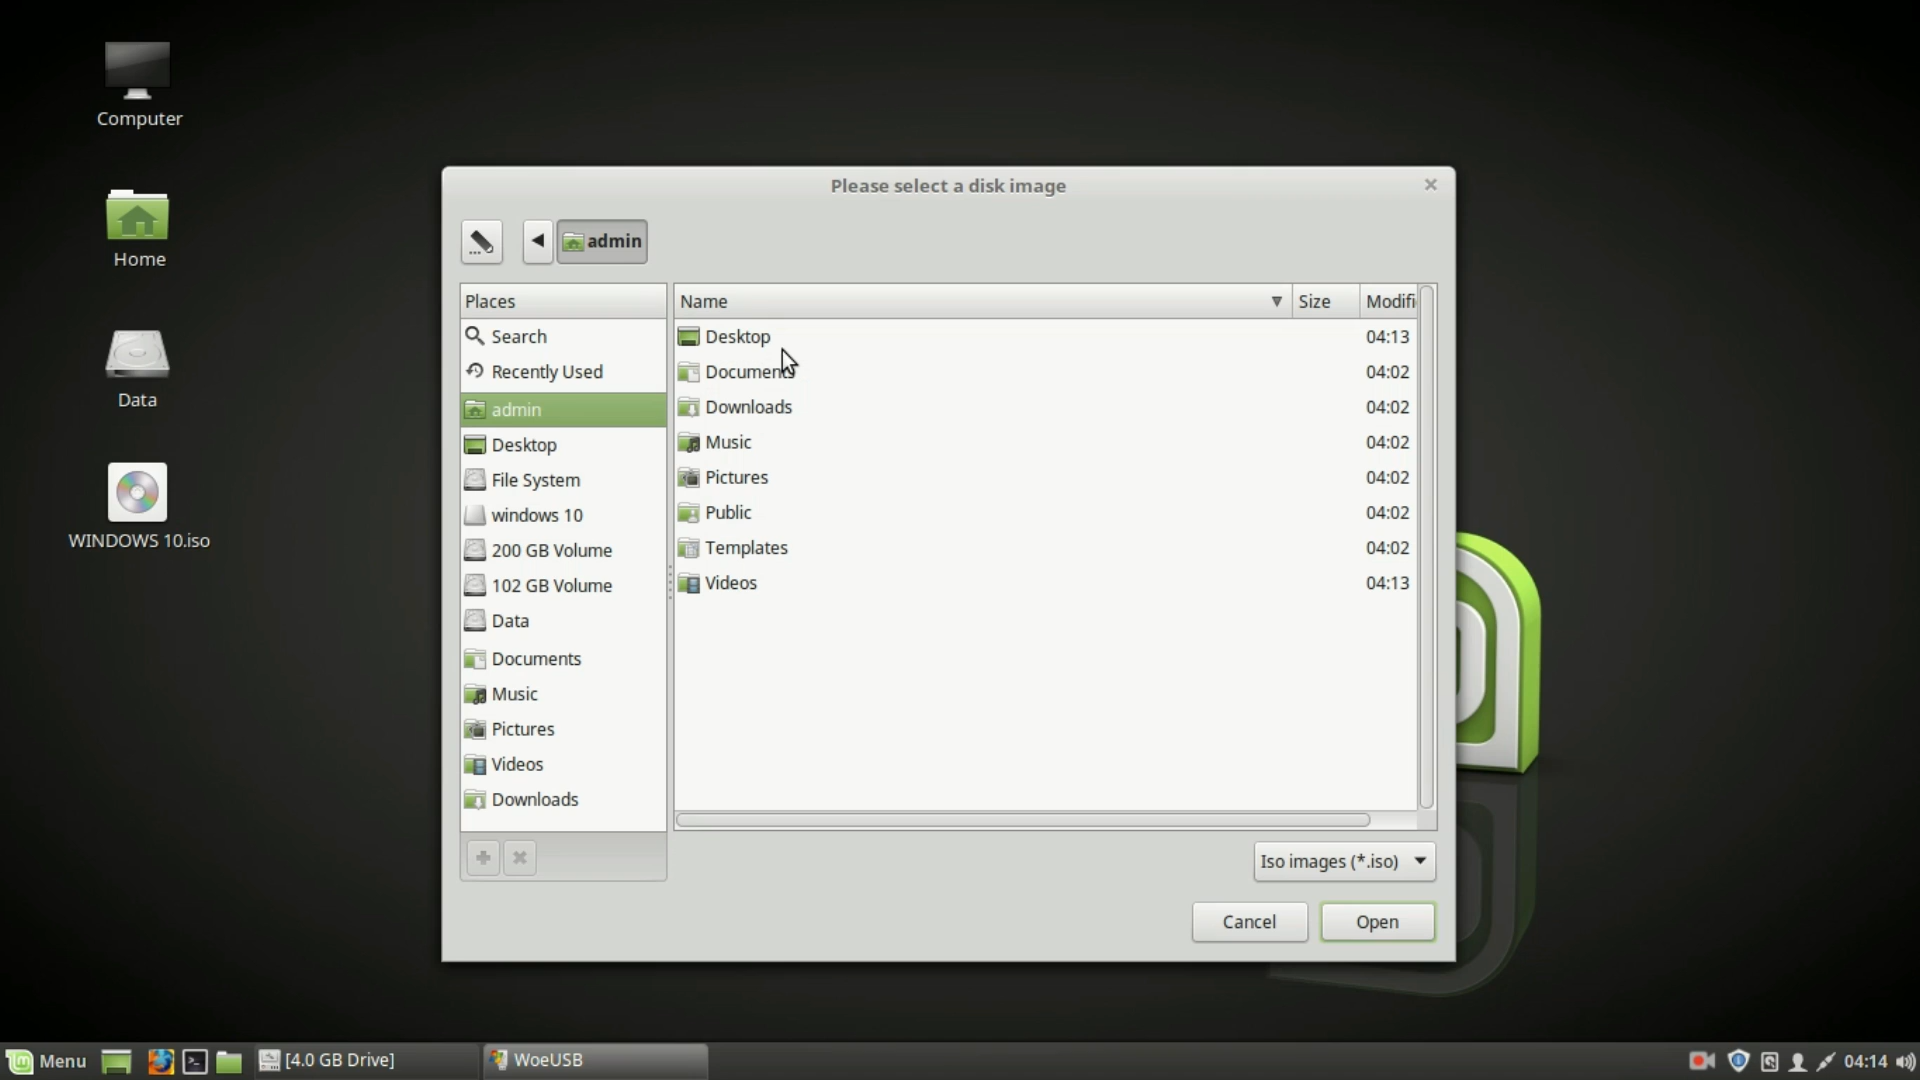 Computer
Home
Data
WINDOWS 10.iso
Please select a disk image
admin
Places
Search
Recently Used
admin
Desktop
File System
windows 10
200 GB Volume
102 GB Volume
Data
Documents
Music
Pictures
Videos
Downloads
Name Size Modifi
Desktop 04:13
Documents 04:02
Downloads 04:02
Music 04:02
Pictures 04:02
Public 04:02
Templates 04:02
Videos 04:13
Iso images (*.iso)
Cancel Open
Menu [4.0 GB Drive] WoeUSB 04:14